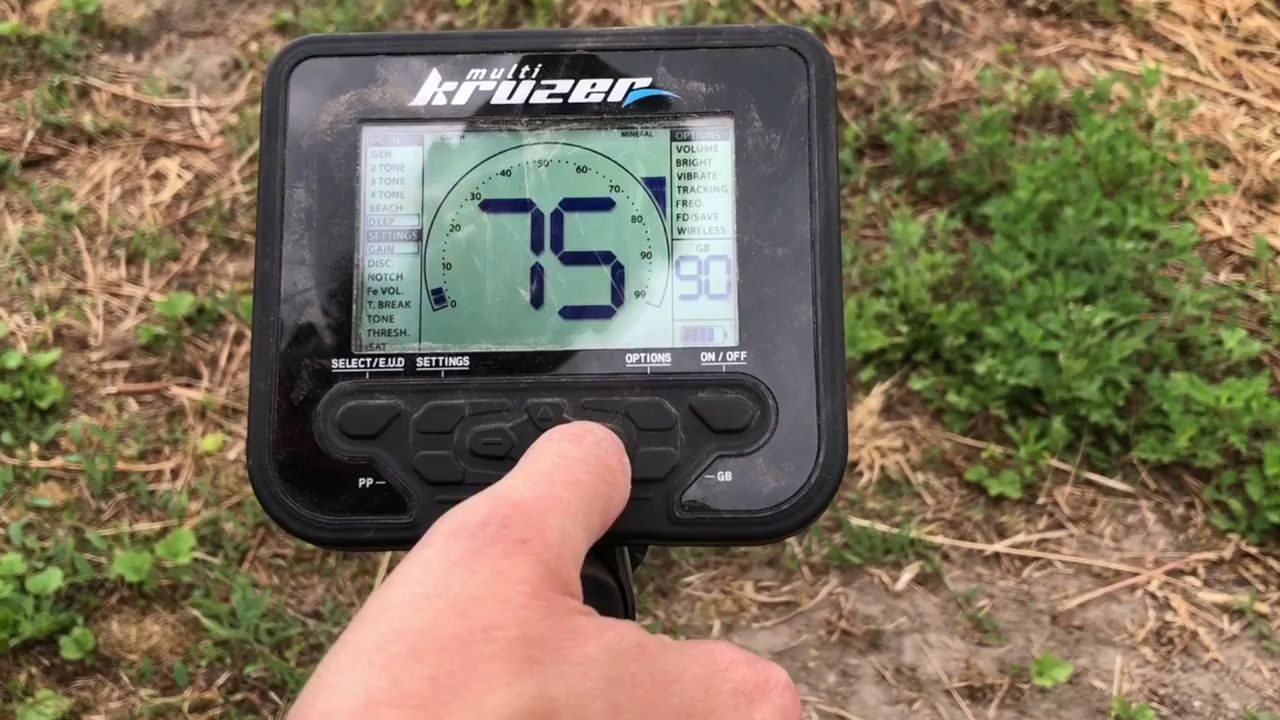 multi
kruzer
MODE
GEN
2 TONE
3 TONE
4 TONE
BEACH
DEEP
SETTINGS
GAIN
DISC.
NOTCH
Fe VOL.
T. BREAK
TONE
THRESH.
iSAT
DEPTH
MINERAL
0
10
20
30
40
50
60
70
80
90
99
75
OPTIONS
VOLUME
BRIGHT.
VIBRATE
TRACKING
FREQ.
FD/SAVE
WIRELESS
GB
90
SELECT/E.U.D
SETTINGS
OPTIONS
ON / OFF
PP
GB